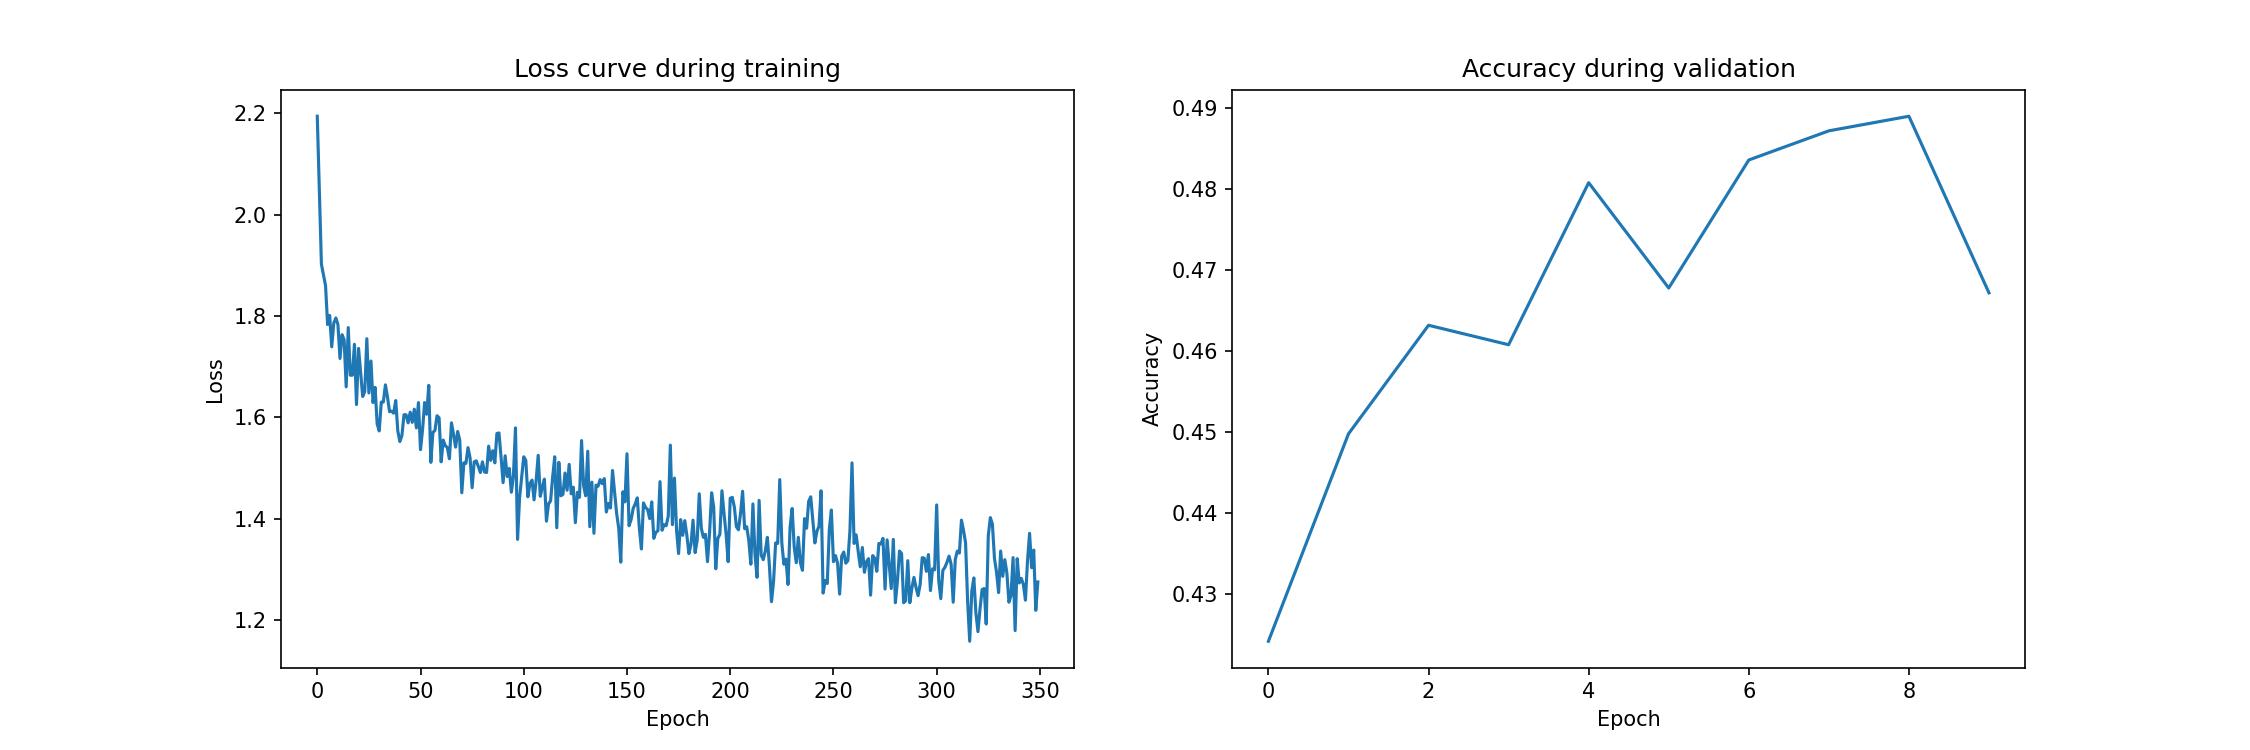 Loss curve during training
2.2
2.0
1.8
1.6
1.4
1.2
Loss
0 50 100 150 200 250 300 350
Epoch
Accuracy during validation
0.49
0.48
0.47
0.46
0.45
0.44
0.43
Accuracy
0 2 4 6 8
Epoch